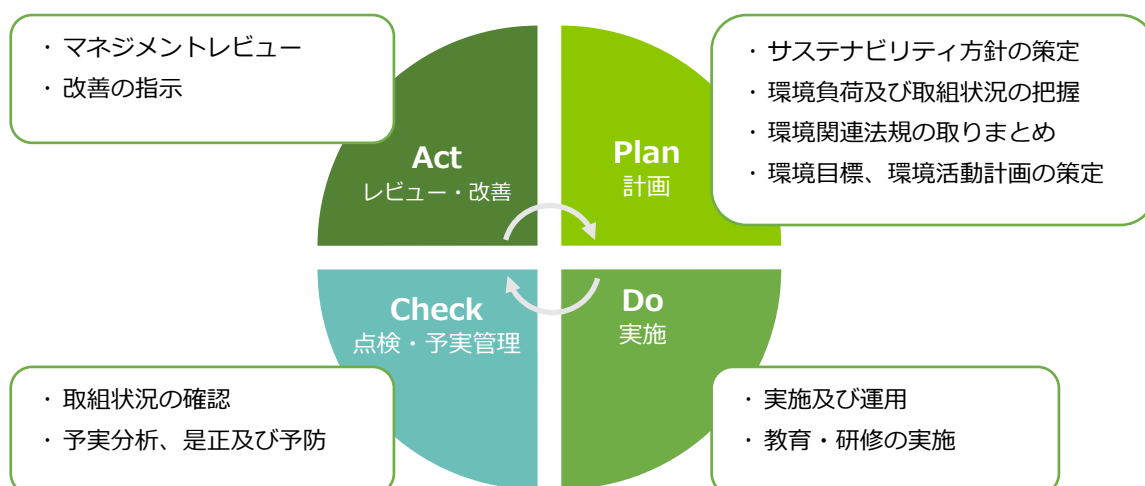 ・マネジメントレビュー
・改善の指示
Act
レビュー・改善
Plan
計画
・サステナビリティ方針の策定
・環境負荷及び取組状況の把握
・環境関連法規の取りまとめ
・環境目標、環境活動計画の策定
Check
点検・予実管理
Do
実施
・取組状況の確認
・予実分析、是正及び予防
・実施及び運用
・教育・研修の実施